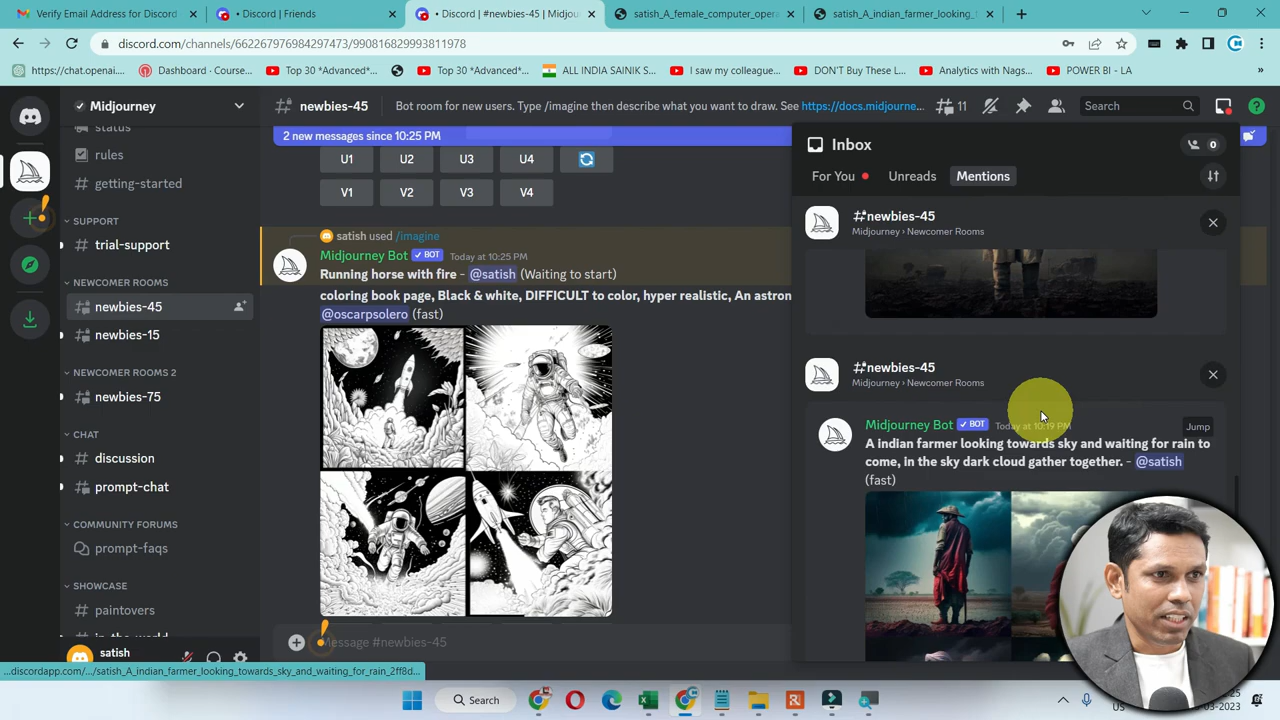 Verify Email Address for Discord
• Discord | Friends
• Discord | #newbies-45 | Midjou
satish_A_female_computer_oper
satish_A_indian_farmer_looking_
discord.com/channels/662267976984297473/990816829993811978
https://chat.openai....
Dashboard · Course...
Top 30 *Advanced*...
Top 30 *Advanced*...
ALL INDIA SAINIK S...
I saw my colleague...
DON'T Buy These L...
Analytics with Nags...
POWER BI - LA
Midjourney
newbies-45
Bot room for new users. Type /imagine then describe what you want to draw. See https://docs.midjourne...
11
Search
status
rules
getting-started
SUPPORT
trial-support
NEWCOMER ROOMS
newbies-45
newbies-15
NEWCOMER ROOMS 2
newbies-75
CHAT
discussion
prompt-chat
COMMUNITY FORUMS
prompt-faqs
SHOWCASE
paintovers
in-the-world
satish
2 new messages since 10:25 PM
U1 U2 U3 U4
V1 V2 V3 V4
satish used /imagine
Midjourney Bot BOT Today at 10:25 PM
Running horse with fire - @satish (Waiting to start)
coloring book page, Black & white, DIFFICULT to color, hyper realistic, An astron
@oscarpsolero (fast)
Message #newbies-45
Inbox
0
For You Unreads Mentions
#newbies-45
Midjourney › Newcomer Rooms
#newbies-45
Midjourney › Newcomer Rooms
Midjourney Bot BOT Today at 10:19 PM
Jump
A indian farmer looking towards sky and waiting for rain to
come, in the sky dark cloud gather together. - @satish
(fast)
...discordapp.com/.../satish_A_indian_farmer_looking_towards_sky_and_waiting_for_rain_2ff8d...
Search